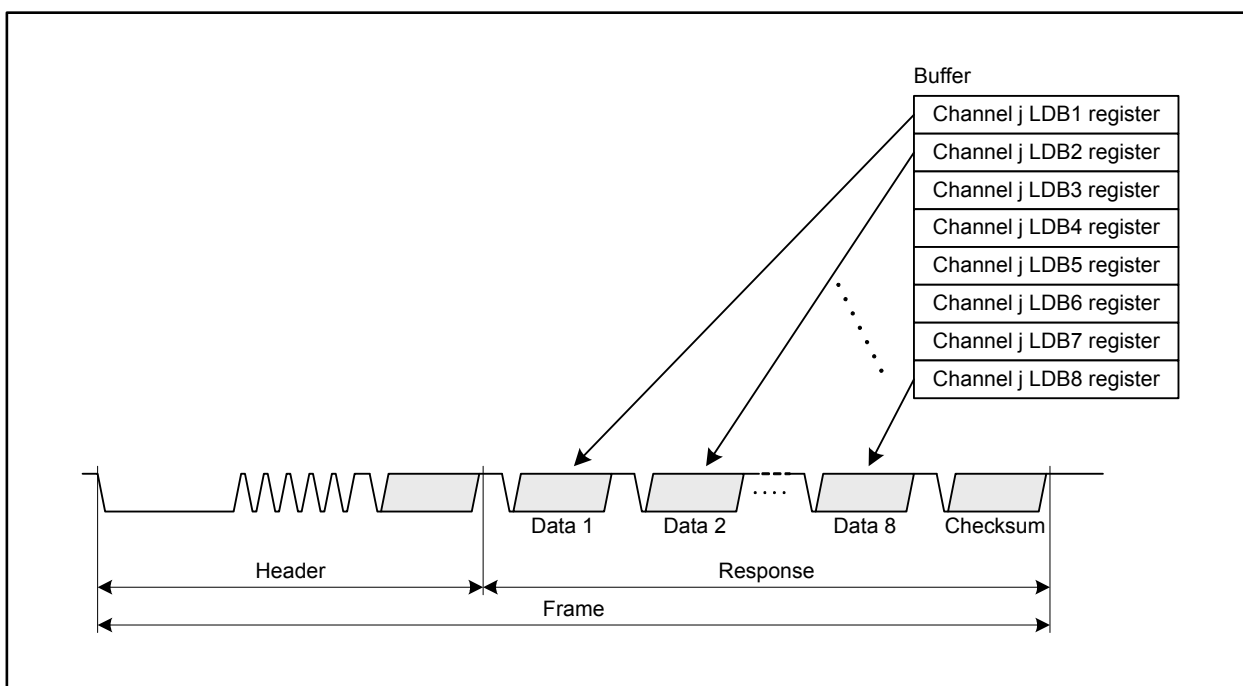 Buffer
Channel j LDB1 register
Channel j LDB2 register
Channel j LDB3 register
Channel j LDB4 register
Channel j LDB5 register
Channel j LDB6 register
Channel j LDB7 register
Channel j LDB8 register
Data 1
Data 2
Data 8
Checksum
Header
Response
Frame